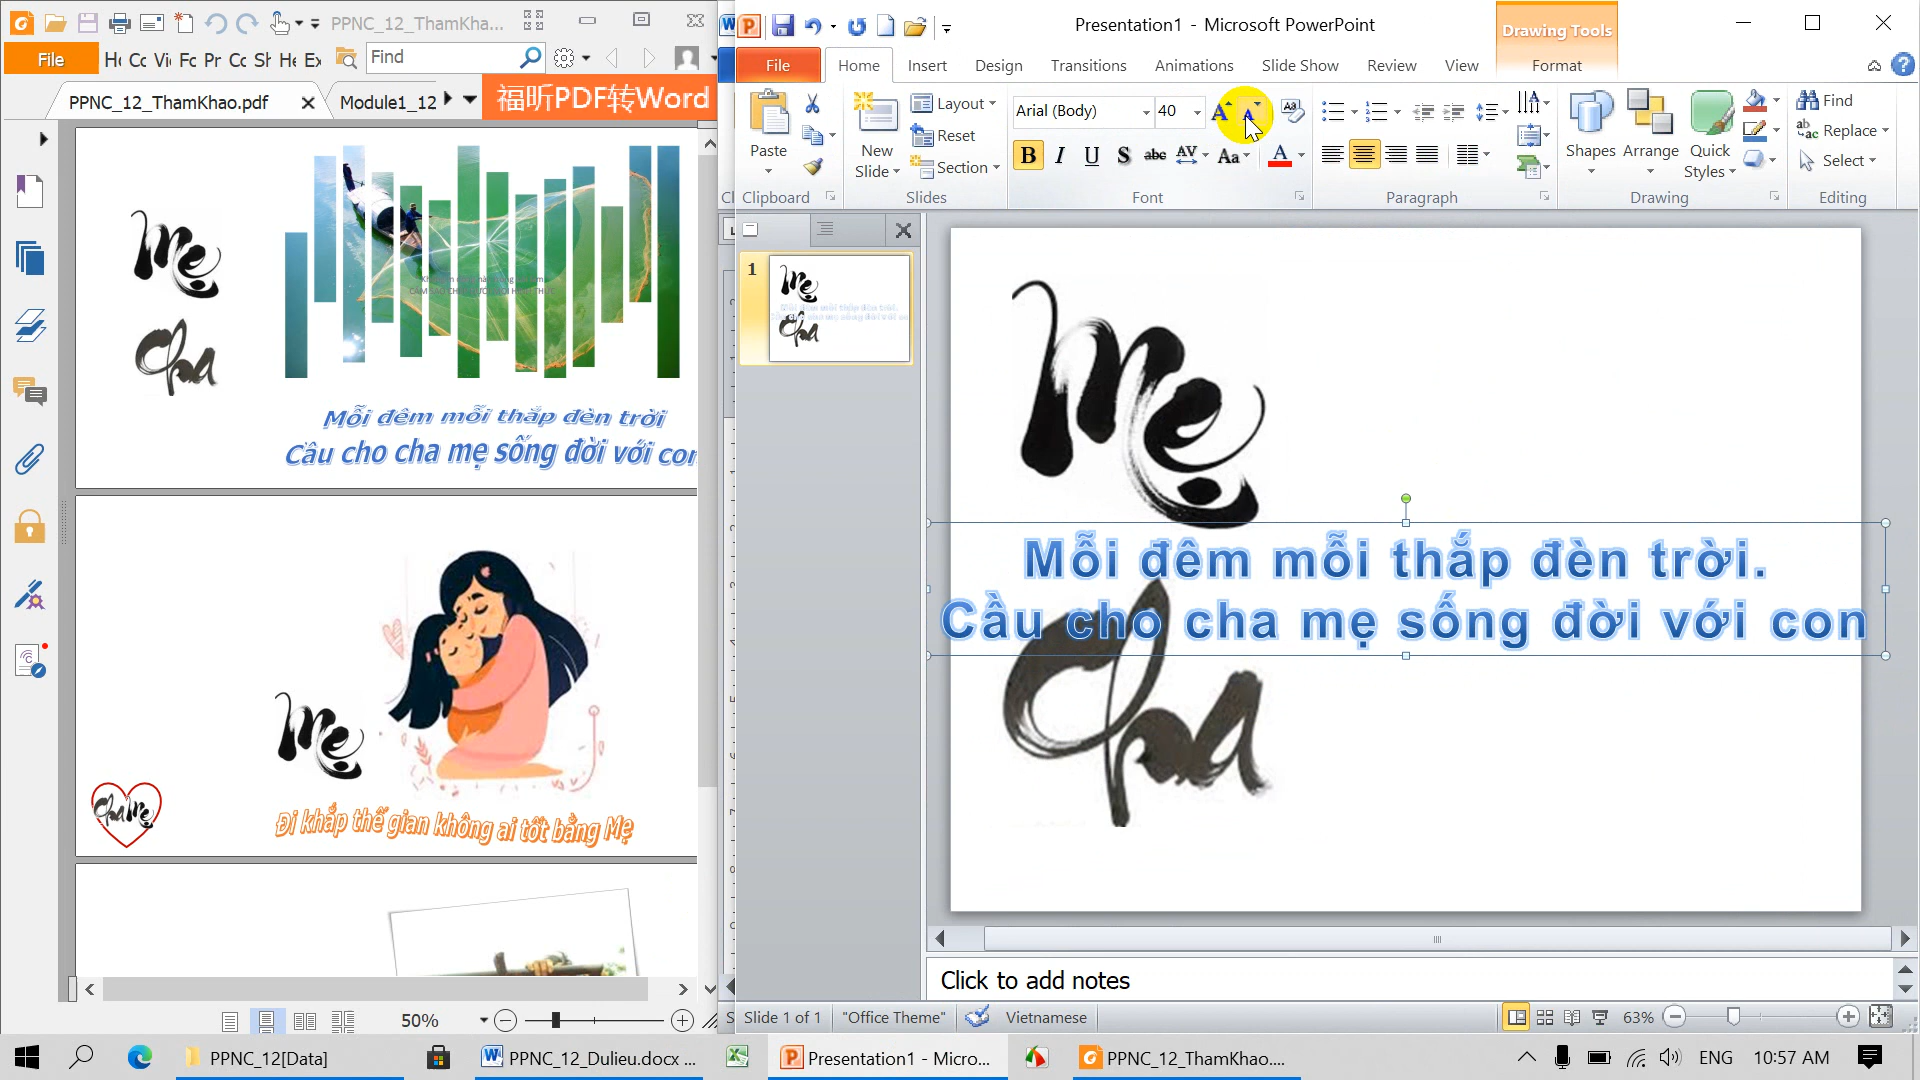 PPNC_12_ThamKha...
File
Find
PPNC_12_ThamKhao.pdf
Module1_12
福昕PDF转Word
Mẹ
Cha
Mỗi đêm mỗi thắp đèn trời
Cầu cho cha mẹ sống đời với con
Mẹ
Cha Mẹ
Đi khắp thế gian không ai tốt bằng Mẹ
50%
Presentation1 - Microsoft PowerPoint
Drawing Tools
File
Home
Insert
Design
Transitions
Animations
Slide Show
Review
View
Format
Paste
Clipboard
New Slide
Layout
Reset
Section
Slides
Arial (Body)
40
Font
Paragraph
Shapes
Arrange
Quick Styles
Drawing
Find
Replace
Select
Editing
1
Mẹ
Mỗi đêm mỗi thắp đèn trời.
Cầu cho cha mẹ sống đời với con
Cha
Click to add notes
Slide 1 of 1
"Office Theme"
Vietnamese
63%
PPNC_12[Data]
PPNC_12_Dulieu.docx ...
Presentation1 - Micro...
PPNC_12_ThamKhao....
ENG
10:57 AM